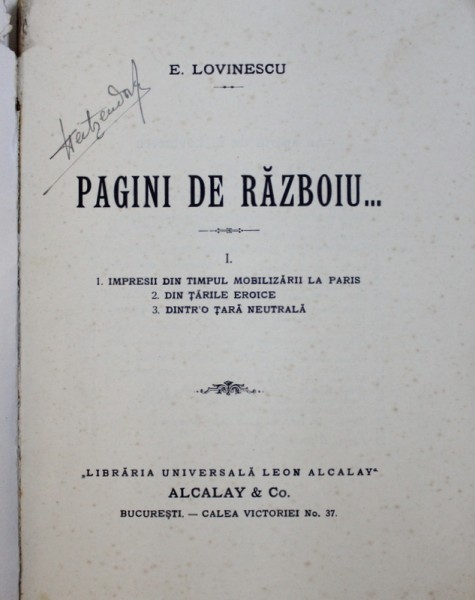 E. LOVINESCU
PAGINI DE RĂZBOIU...
I.
1. IMPRESII DIN TIMPUL MOBILIZĂRII LA PARIS
2. DIN ȚĂRILE EROICE
3. DINTR'O ȚARĂ NEUTRALĂ
„LIBRĂRIA UNIVERSALĂ LEON ALCALAY“
ALCALAY & Co.
BUCUREȘTI. — CALEA VICTORIEI No. 37.